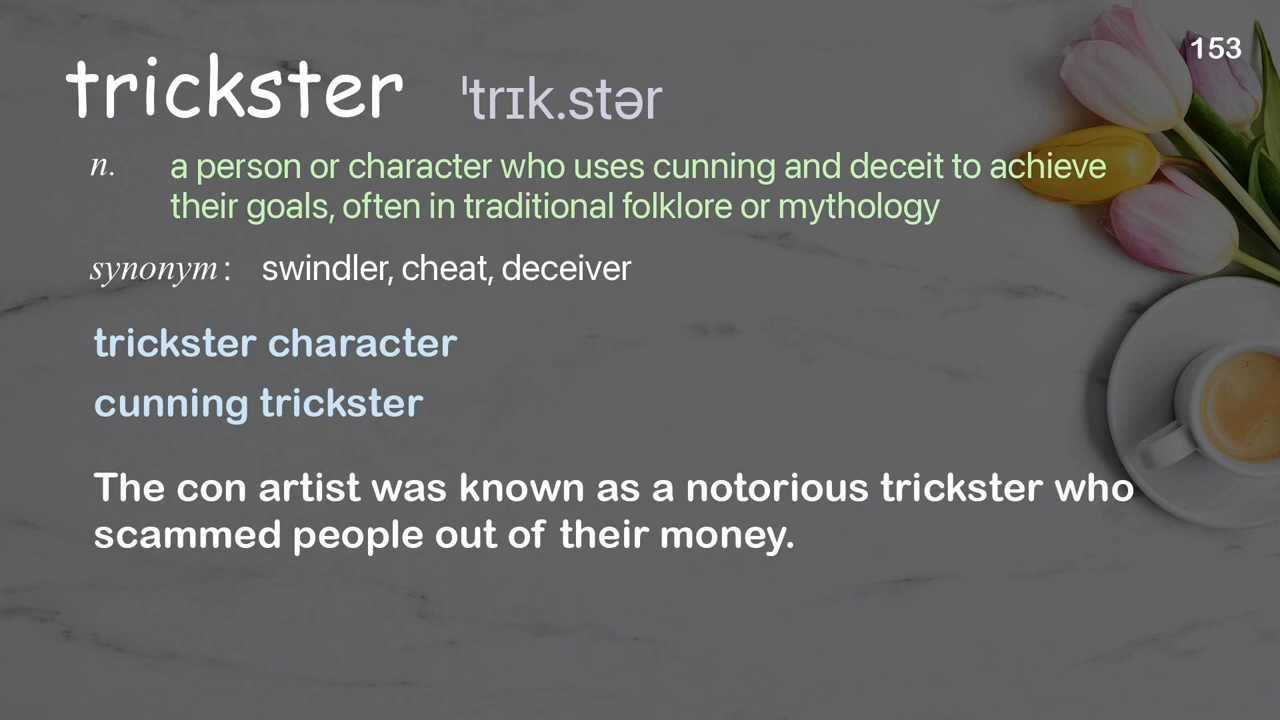 153
trickster ˈtrɪk.stər
n. a person or character who uses cunning and deceit to achieve
their goals, often in traditional folklore or mythology
synonym: swindler, cheat, deceiver
trickster character
cunning trickster
The con artist was known as a notorious trickster who
scammed people out of their money.